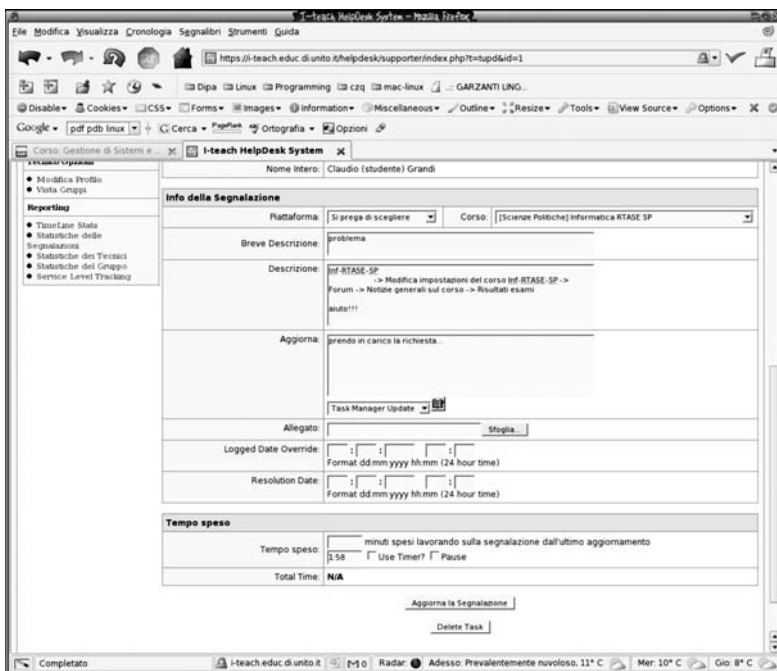 I-teach HelpDesk System - Mozilla Firefox
File Modifica Visualizza Cronologia Segnalibri Strumenti Guida
https://i-teach.educ.di.unito.it/helpdesk/supporter/index.php?t=tupd&id=1
Dipa Linux Programming czq mac-linux .:: GARZANTI LING...
Disable Cookies CSS Forms Images Information Miscellaneous Outline Resize Tools View Source Options
Google pdf pdb linux Cerca PageRank Ortografia Opzioni
Corso: Gestione di Sistemi e ... I-teach HelpDesk System
Tecnico Opzioni
Modifica Profilo
Vista Gruppi
Reporting
TimeLine Stats
Statistiche delle
Segnalazioni
Statistiche dei Tecnici
Statistiche del Gruppo
Service Level Tracking
Nome Intero: Claudio (studente) Grandi
Info della Segnalazione
Piattaforma: Si prega di scegliere Corso: [Scienze Politiche] Informatica RTASE SP
Breve Descrizione: problema
Descrizione: Inf-RTASE-SP
-> Modifica impostazioni del corso Inf-RTASE-SP ->
Forum -> Notizie generali sul corso -> Risultati esami
aiuto!!!
Aggiorna: prendo in carico la richiesta...
Task Manager Update
Allegato: Sfoglia...
Logged Date Override: : : :
Format dd:mm:yyyy hh:mm (24 hour time)
Resolution Date: : : :
Format dd:mm:yyyy hh:mm (24 hour time)
Tempo speso
Tempo speso: minuti spesi lavorando sulla segnalazione dall'ultimo aggiornamento
1:58 Use Timer? Pause
Total Time: N/A
Aggiorna la Segnalazione
Delete Task
Completato i-teach.educ.di.unito.it 0 Radar: Adesso: Prevalentemente nuvoloso, 11° C Mer: 10° C Gio: 8° C